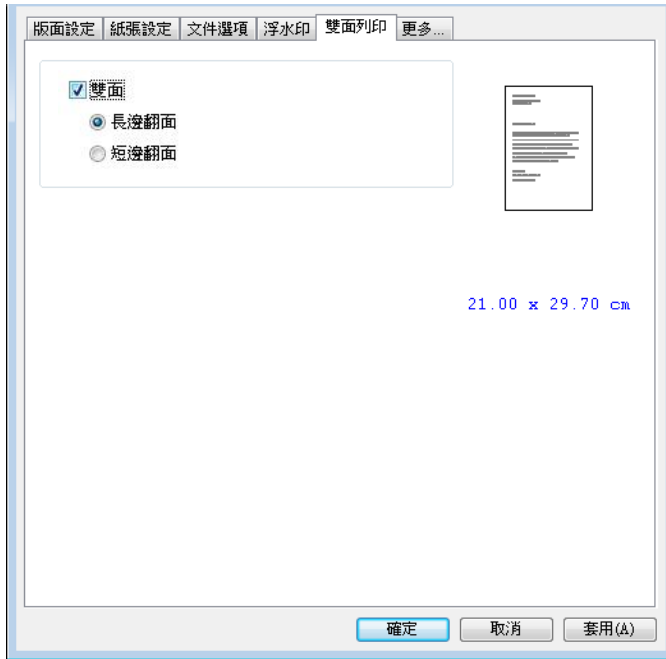 版面設定 紙張設定 文件選項 浮水印 雙面列印 更多...
雙面
長邊翻面
短邊翻面
21.00 x 29.70 cm
確定 取消 套用(A)